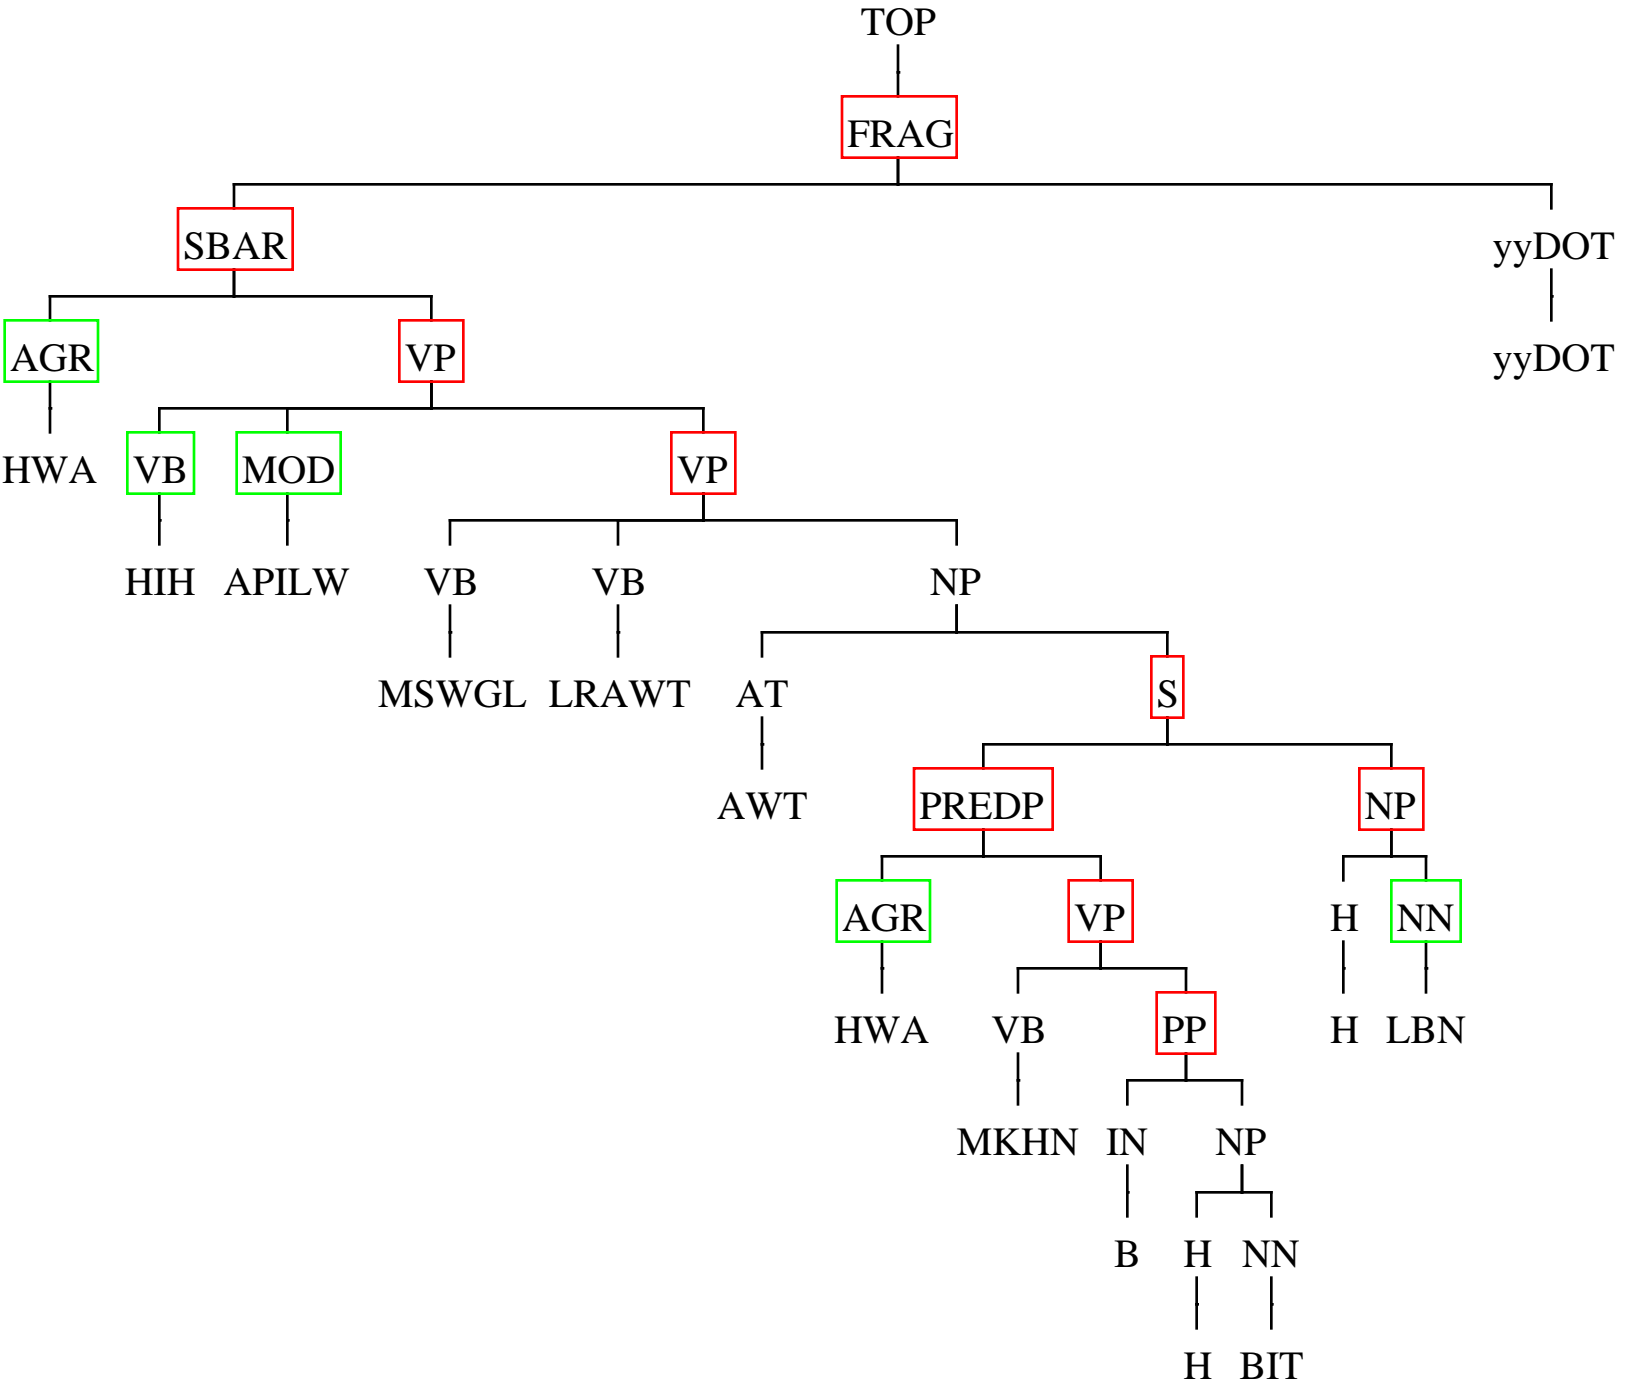 TOP
FRAG
SBAR yyDOT
AGR VP yyDOT
HWA VB MOD VP
HIH APILW VB VB NP
MSWGL LRAWT AT S
AWT PREDP NP
AGR VP H NN
HWA VB PP H LBN
MKHN IN NP
B H NN
H BIT